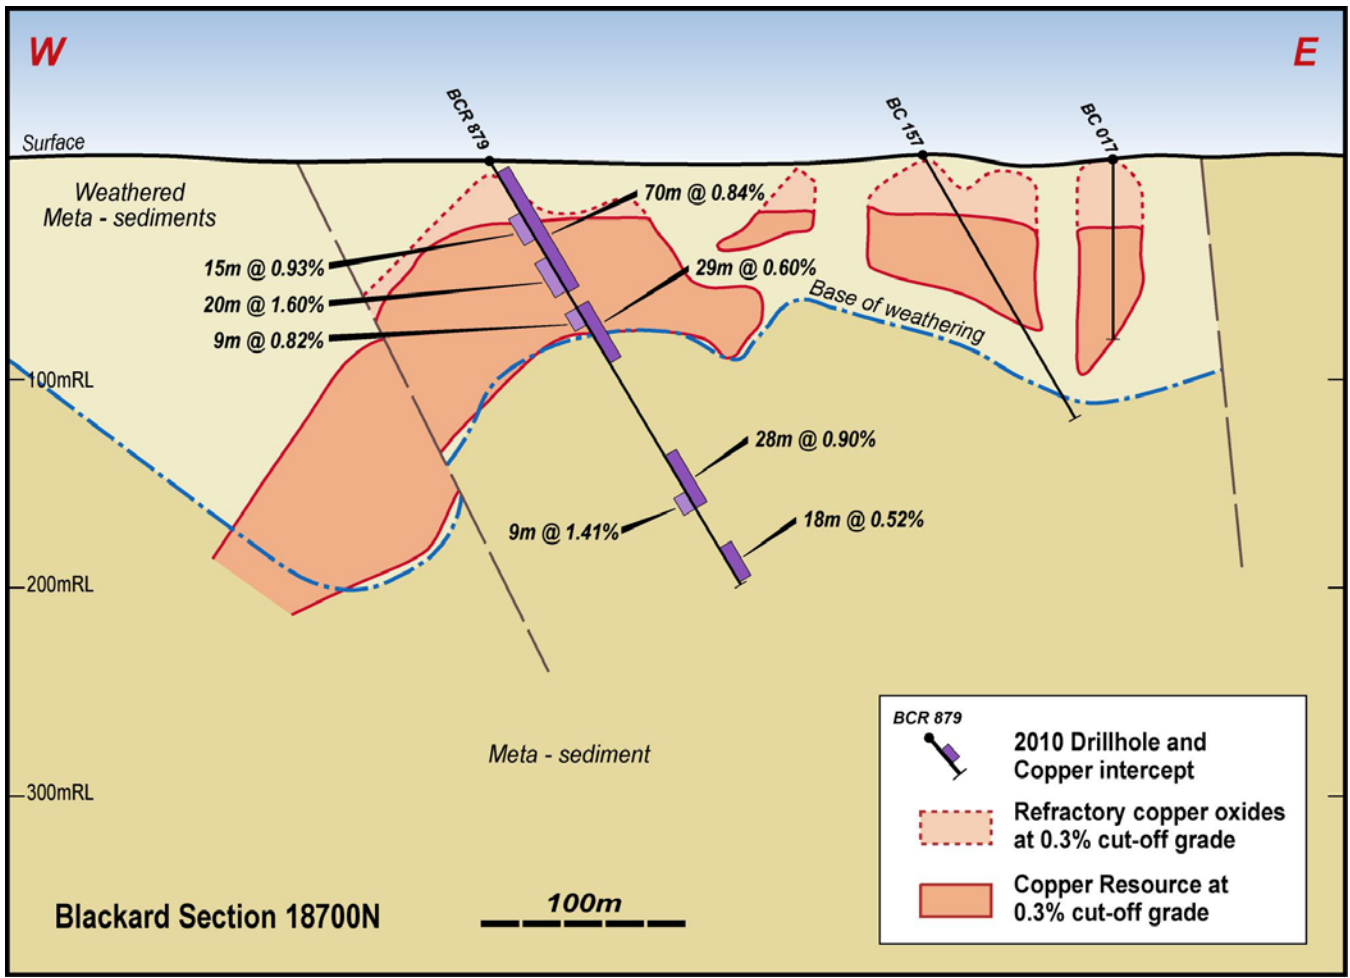 W
E
BCR 879
BC 157
BC 017
Surface
Weathered
Meta - sediments
70m @ 0.84%
15m @ 0.93%
29m @ 0.60%
20m @ 1.60%
9m @ 0.82%
Base of weathering
100mRL
28m @ 0.90%
9m @ 1.41%
18m @ 0.52%
200mRL
Meta - sediment
300mRL
BCR 879
2010 Drillhole and
Copper intercept
Refractory copper oxides
at 0.3% cut-off grade
Copper Resource at
0.3% cut-off grade
Blackard Section 18700N
100m